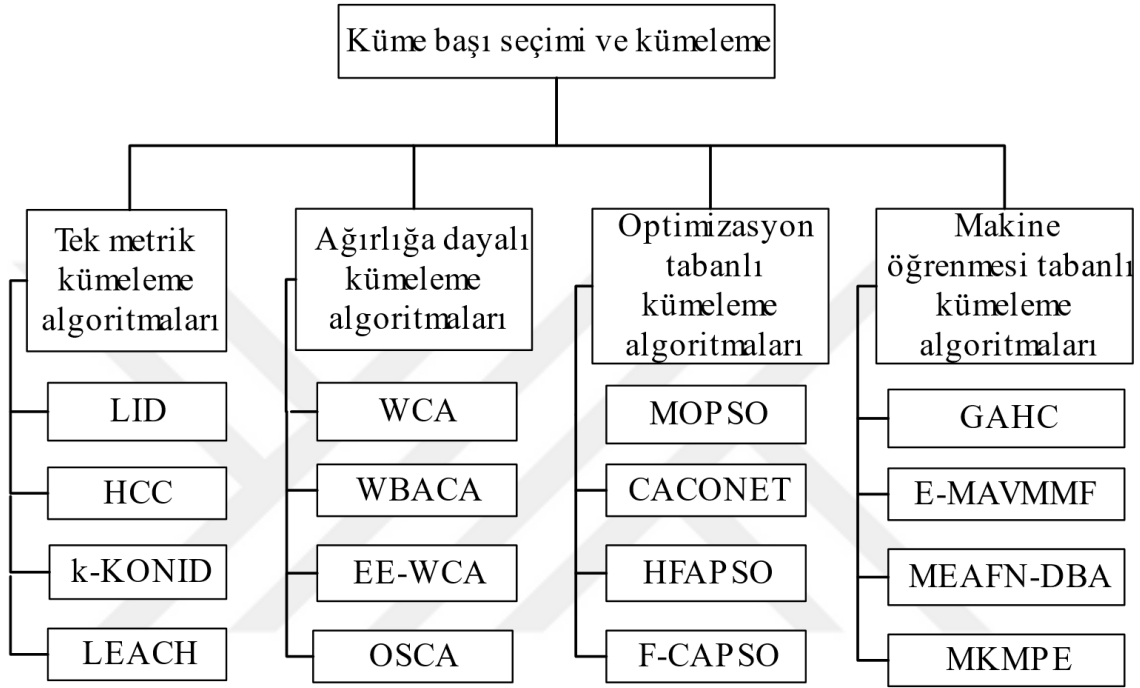 Küme başı seçimi ve kümeleme
Tek metrik
kümeleme
algoritmaları
LID
HCC
k-KONID
LEACH
Ağırlığa dayalı
kümeleme
algoritmaları
WCA
WBACA
EE-WCA
OSCA
Optimizasyon
tabanlı
kümeleme
algoritmaları
MOPSO
CACONET
HFAPSO
F-CAPSO
Makine
öğrenmesi tabanlı
kümeleme
algoritmaları
GAHC
E-MAVMMF
MEAFN-DBA
MKMPE